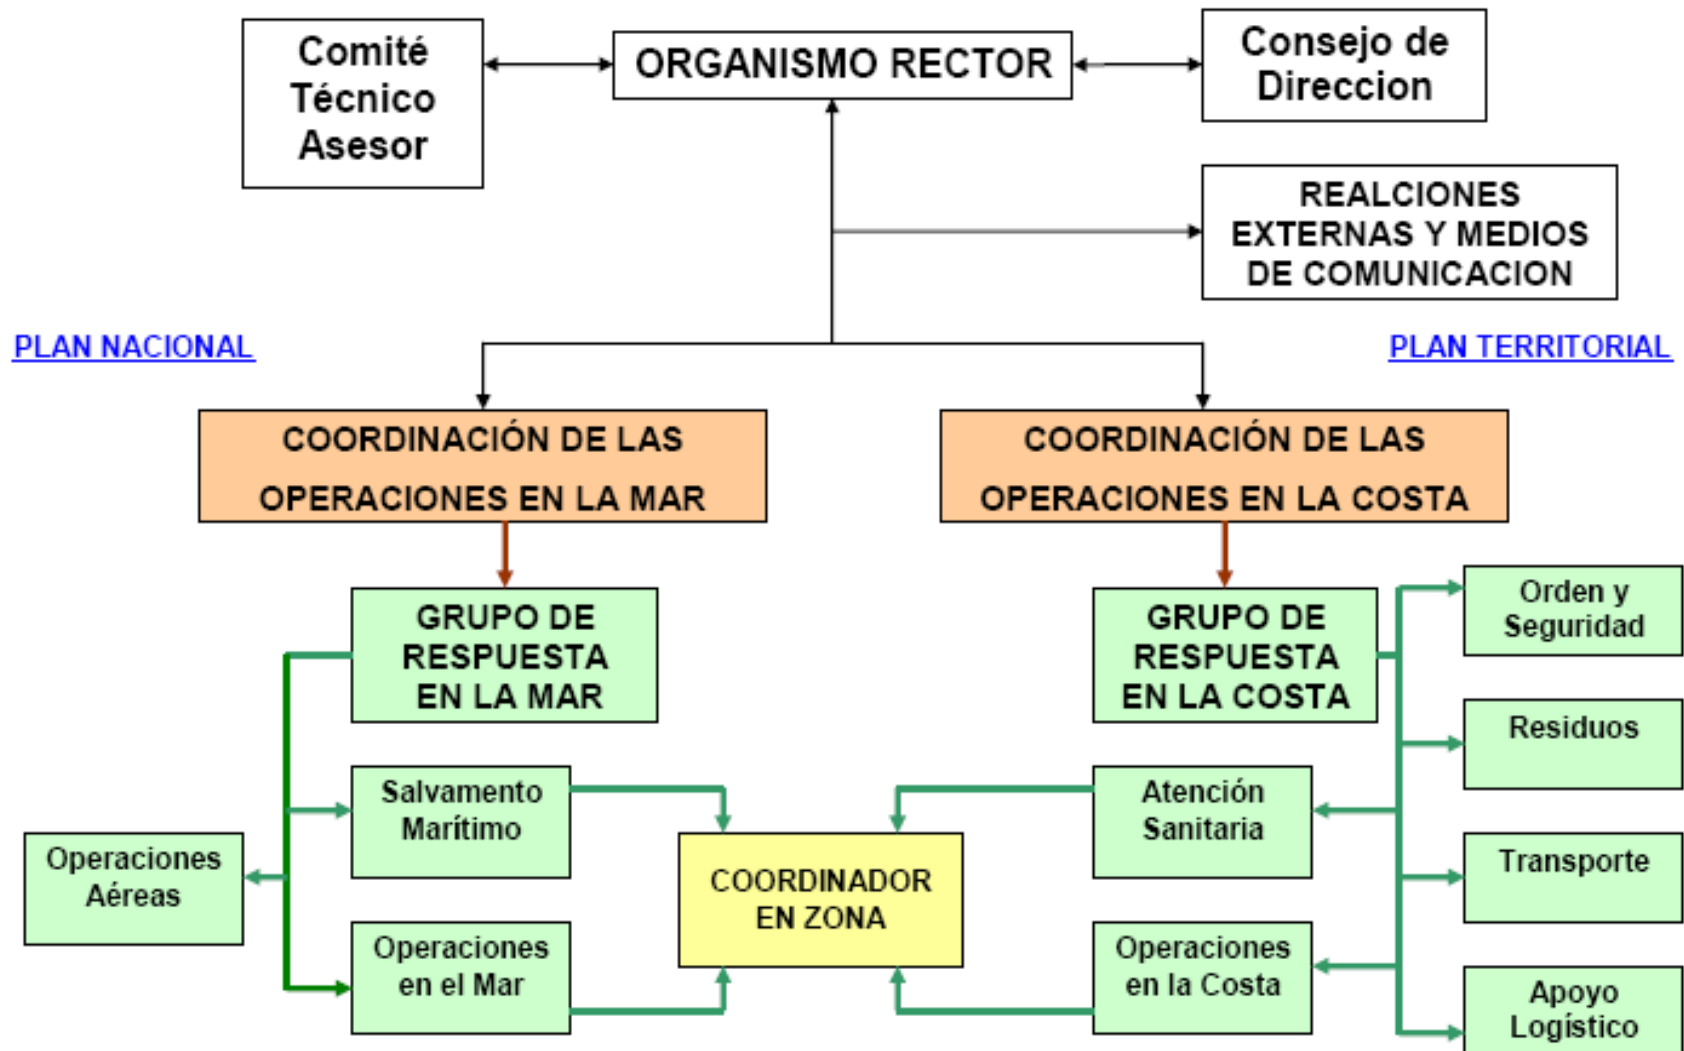 Comité
Técnico
Asesor
ORGANISMO RECTOR
Consejo de
Direccion
REALCIONES
EXTERNAS Y MEDIOS
DE COMUNICACION
PLAN NACIONAL
PLAN TERRITORIAL
COORDINACIÓN DE LAS
OPERACIONES EN LA MAR
COORDINACIÓN DE LAS
OPERACIONES EN LA COSTA
GRUPO DE
RESPUESTA
EN LA MAR
GRUPO DE
RESPUESTA
EN LA COSTA
Orden y
Seguridad
Residuos
Salvamento
Marítimo
Atención
Sanitaria
Operaciones
Aéreas
COORDINADOR
EN ZONA
Transporte
Operaciones
en el Mar
Operaciones
en la Costa
Apoyo
Logístico